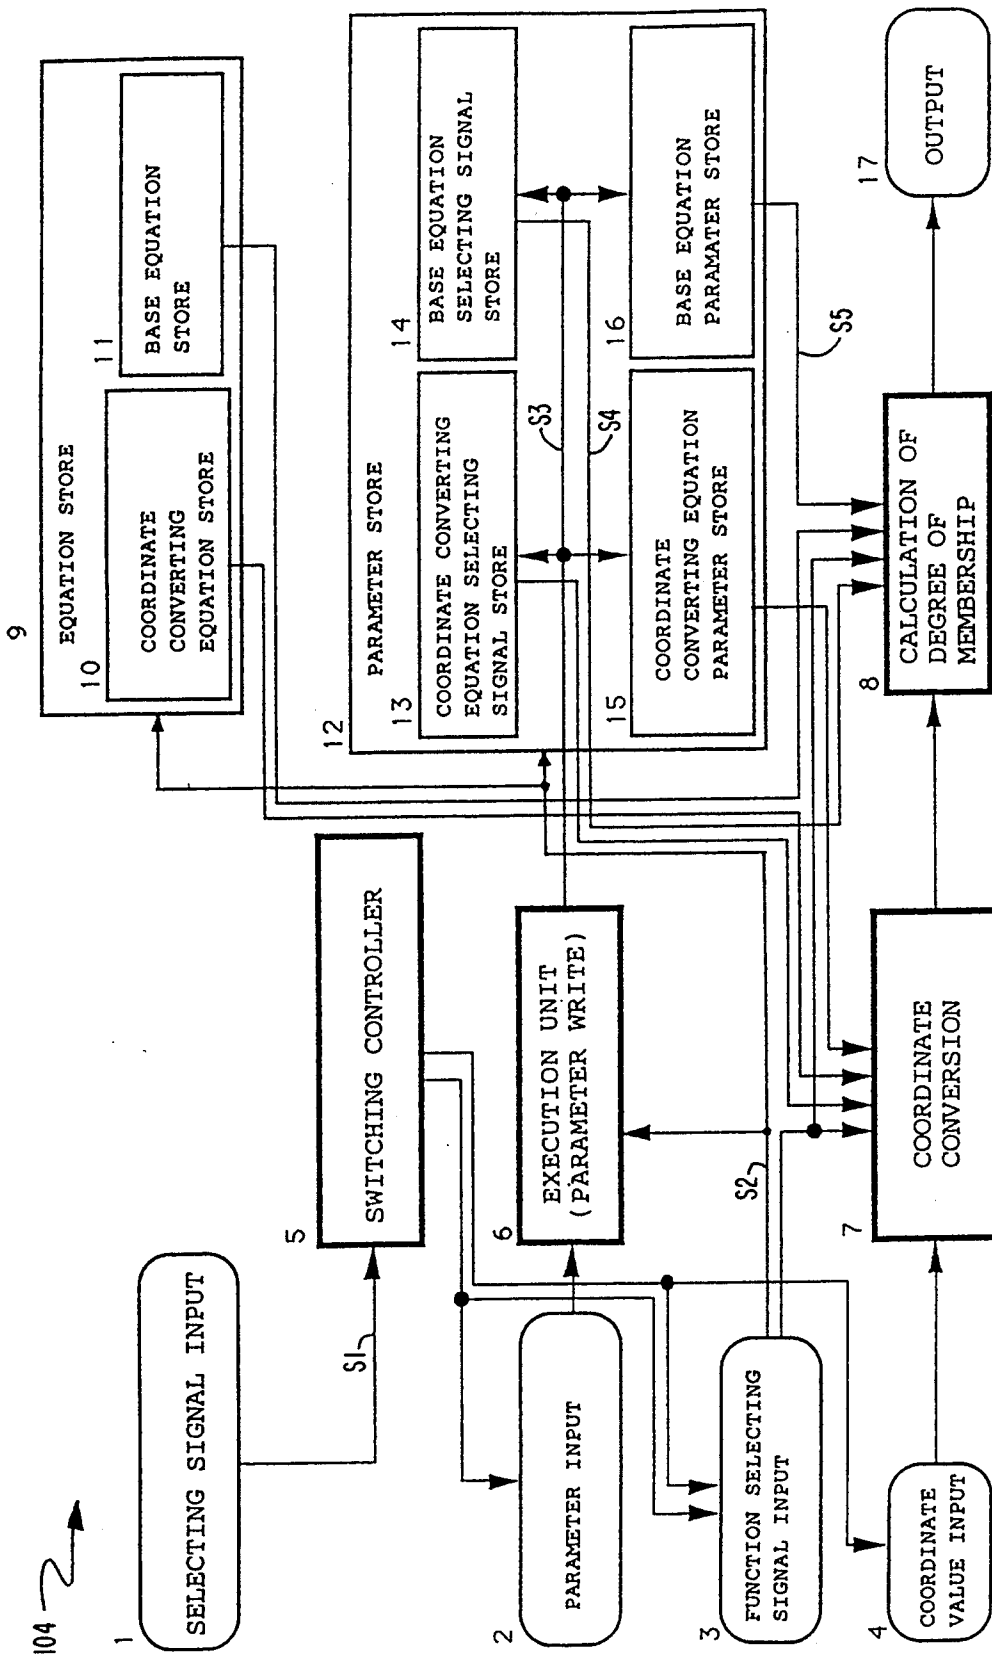 104
1
SELECTING SIGNAL INPUT
S1
5
SWITCHING CONTROLLER
9
EQUATION STORE
10
COORDINATE
CONVERTING
EQUATION STORE
11
BASE EQUATION
STORE
2
PARAMETER INPUT
6
EXECUTION UNIT
(PARAMETER WRITE)
12
PARAMETER STORE
13
COORDINATE CONVERTING
EQUATION SELECTING
SIGNAL STORE
14
BASE EQUATION
SELECTING SIGNAL
STORE
S3
S4
15
COORDINATE
CONVERTING EQUATION
PARAMETER STORE
16
BASE EQUATION
PARAMATER STORE
3
FUNCTION SELECTING
SIGNAL INPUT
S2
S5
4
COORDINATE
VALUE INPUT
7
COORDINATE
CONVERSION
8
CALCULATION OF
DEGREE OF
MEMBERSHIP
17
OUTPUT